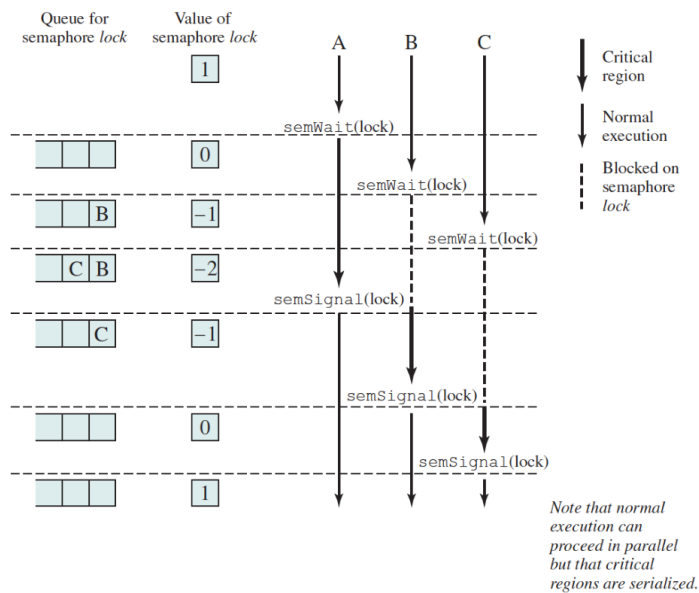 Queue for
semaphore lock
Value of
semaphore lock
A B C
1
Critical
region
Normal
execution
Blocked on
semaphore
lock
semWait(lock)
0
semWait(lock)
B
–1
semWait(lock)
C B
–2
semSignal(lock)
C
–1
semSignal(lock)
0
semSignal(lock)
1
Note that normal
execution can
proceed in parallel
but that critical
regions are serialized.